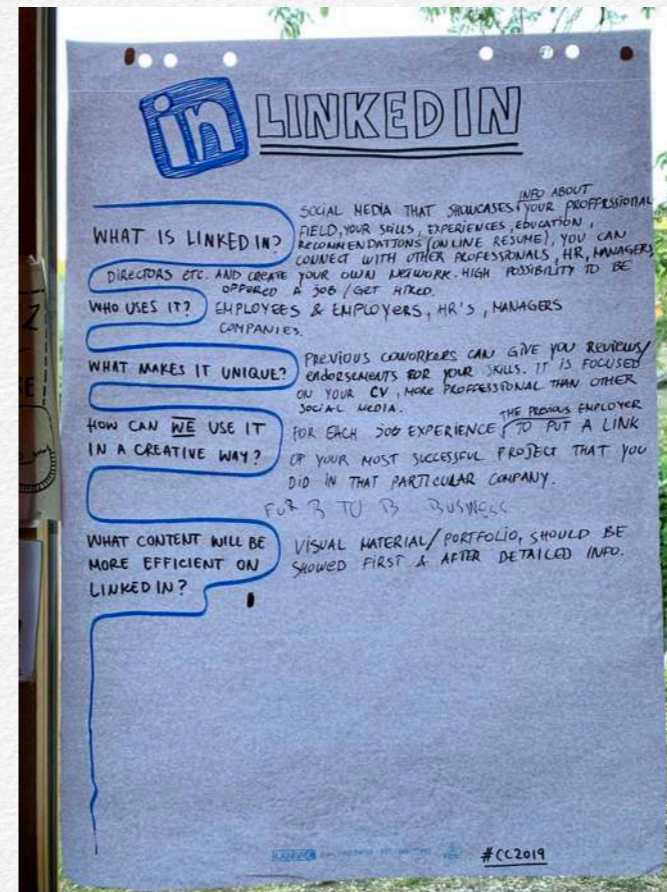 in LINKED IN
WHAT IS LINKED IN?
INFO ABOUT
SOCIAL MEDIA THAT SHOWCASES YOUR PROFFESSIONAL
FIELD, YOUR SKILLS, EXPERIENCES, EDUCATION,
RECOMMENDATIONS (ONLINE RESUME), YOU CAN
CONNECT WITH OTHER PROFESSIONALS, HR, MANAGERS
DIRECTORS ETC. AND CREATE YOUR OWN NETWORK. HIGH POSSIBILITY TO BE
OFFERED A JOB / GET HIRED.
WHO USES IT?
EMPLOYEES & EMPLOYERS, HR'S, MANAGERS
COMPANIES.
WHAT MAKES IT UNIQUE?
PREVIOUS COWORKERS CAN GIVE YOU REVIEWS/
ENDORSEMENTS FOR YOUR SKILLS. IT IS FOCUSED
ON YOUR CV, MORE PROFFESSIONAL THAN OTHER
SOCIAL MEDIA.
HOW CAN WE USE IT
IN A CREATIVE WAY?
THE PREVIOUS EMPLOYER
FOR EACH JOB EXPERIENCE TO PUT A LINK
OF YOUR MOST SUCCESSFUL PROJECT THAT YOU
DID IN THAT PARTICULAR COMPANY.
FOR B TO B BUSINESS
WHAT CONTENT WILL BE
MORE EFFICIENT ON
LINKED IN?
VISUAL MATERIAL/PORTFOLIO, SHOULD BE
SHOWED FIRST & AFTER DETAILED INFO.
#CC2019